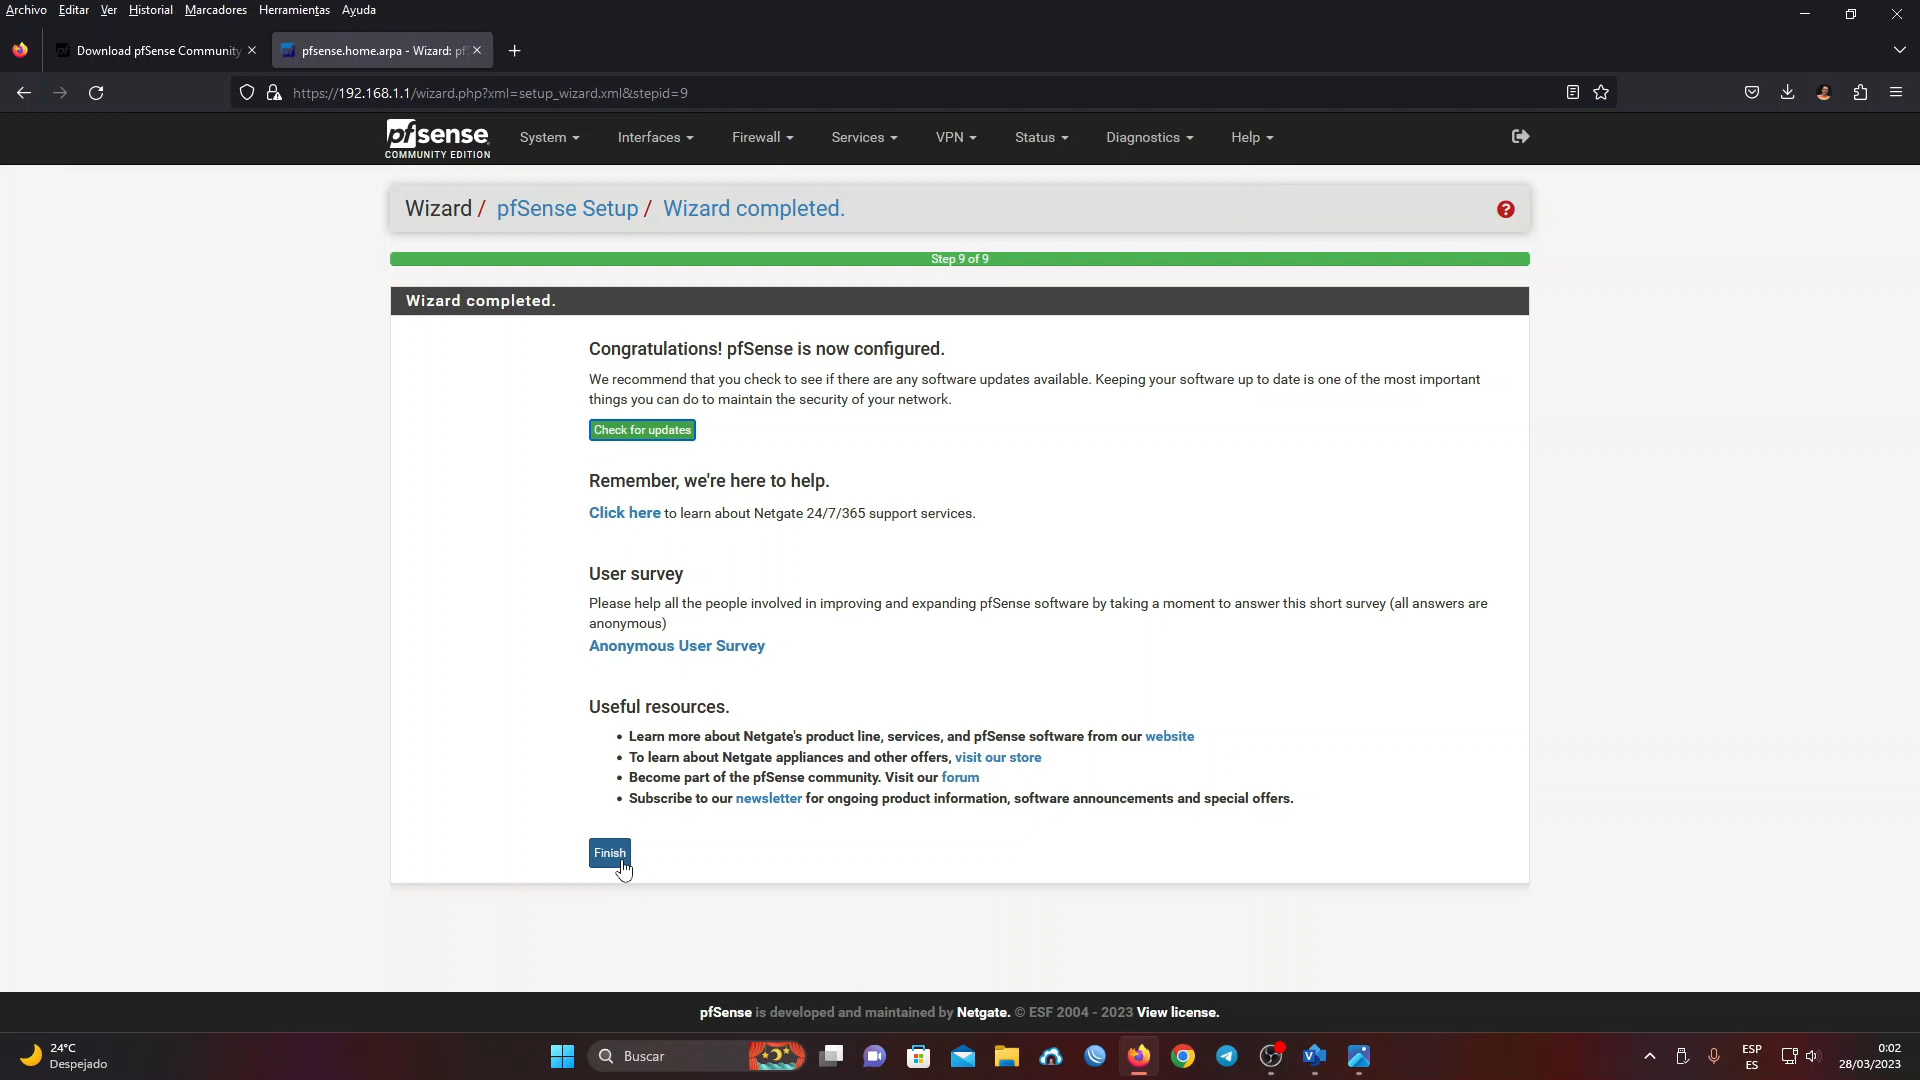 Archivo Editar Ver Historial Marcadores Herramientas Ayuda
Download pfSense Community
pfsense.home.arpa - Wizard: pf
https://192.168.1.1/wizard.php?xml=setup_wizard.xml&stepid=9
pfsense
COMMUNITY EDITION
System Interfaces Firewall Services VPN Status Diagnostics Help
Wizard / pfSense Setup / Wizard completed.
Step 9 of 9
Wizard completed.
Congratulations! pfSense is now configured.
We recommend that you check to see if there are any software updates available. Keeping your software up to date is one of the most important
things you can do to maintain the security of your network.
Check for updates
Remember, we're here to help.
Click here to learn about Netgate 24/7/365 support services.
User survey
Please help all the people involved in improving and expanding pfSense software by taking a moment to answer this short survey (all answers are
anonymous)
Anonymous User Survey
Useful resources.
• Learn more about Netgate's product line, services, and pfSense software from our website
• To learn about Netgate appliances and other offers, visit our store
• Become part of the pfSense community. Visit our forum
• Subscribe to our newsletter for ongoing product information, software announcements and special offers.
Finish
pfSense is developed and maintained by Netgate. © ESF 2004 - 2023 View license.
24°C
Despejado
Buscar
ESP
ES
0:02
28/03/2023